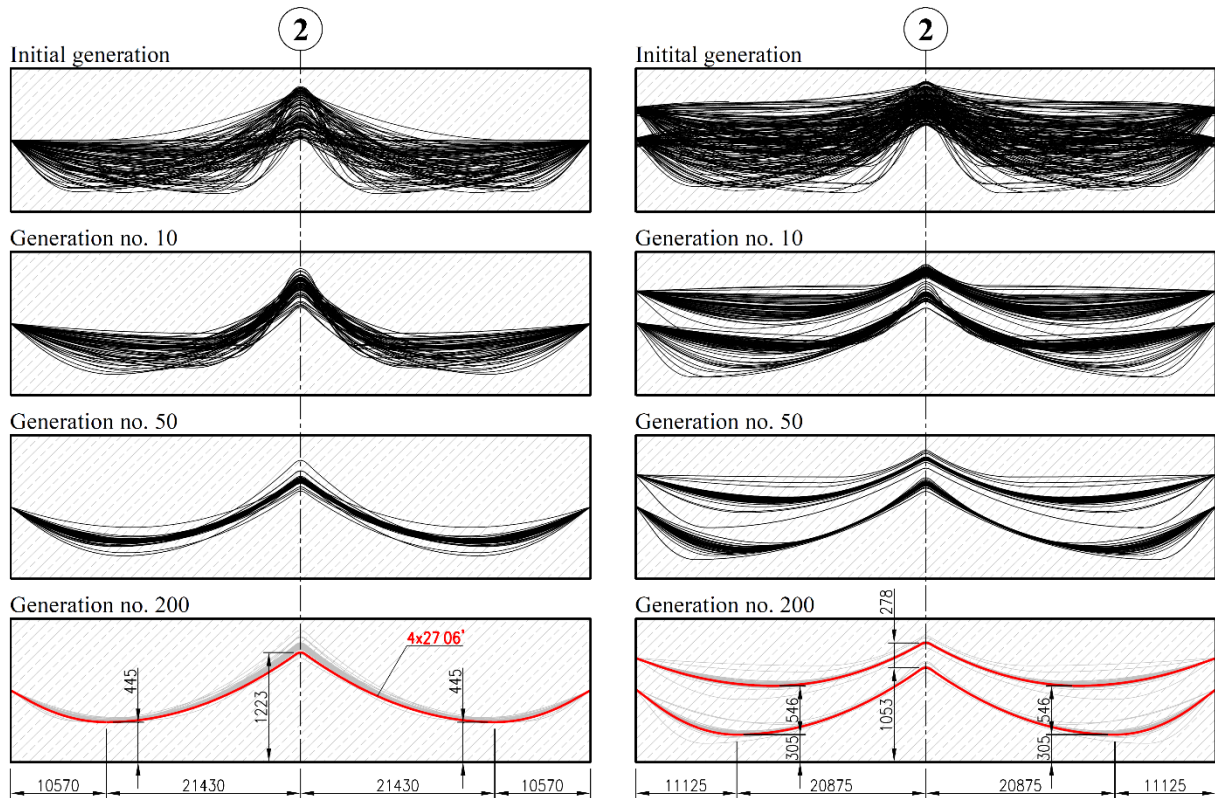 2
Initial generation
Generation no. 10
Generation no. 50
Generation no. 200
4x27 06'
445
1223
445
10570
21430
21430
10570
2
Initital generation
Generation no. 10
Generation no. 50
Generation no. 200
278
546
1053
546
305
305
11125
20875
20875
11125